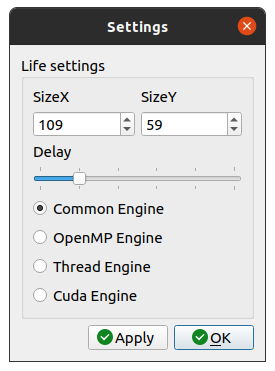 Settings
Life settings
SizeX SizeY
109 59
Delay
Common Engine
OpenMP Engine
Thread Engine
Cuda Engine
Apply OK